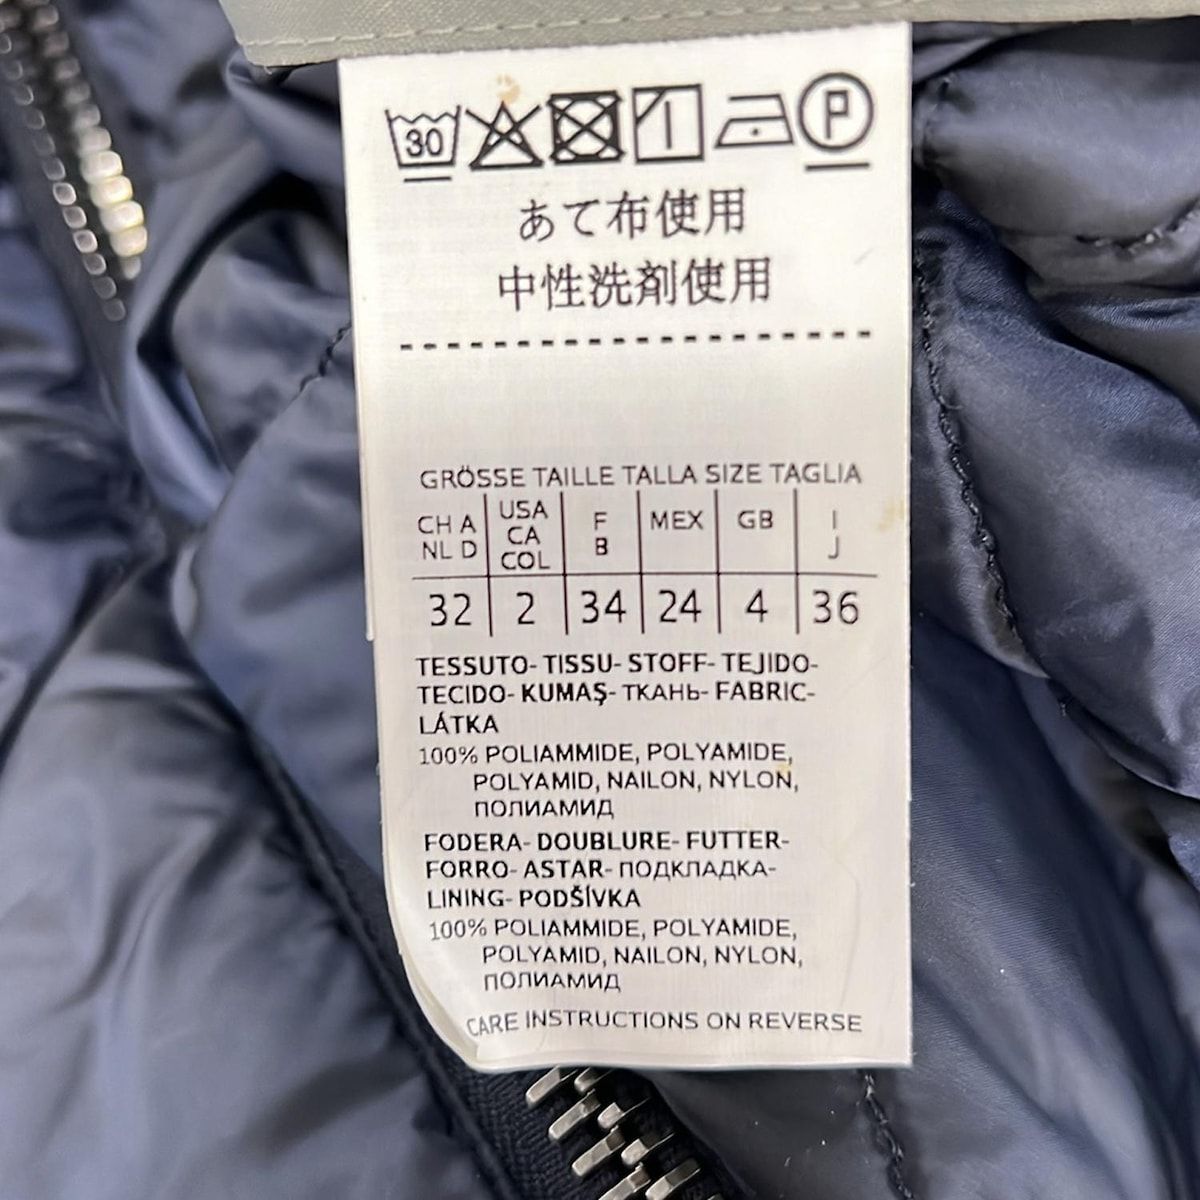 30 P
あて布使用
中性洗剤使用
GRÖSSE TAILLE TALLA SIZE TAGLIA
CH A NL D USA CA COL F B MEX GB I J
32 2 34 24 4 36
TESSUTO- TISSU- STOFF- TEJIDO-
TECIDO- KUMAŞ- ТКАНЬ- FABRIC-
LÁTKA
100% POLIAMMIDE, POLYAMIDE,
POLYAMID, NAILON, NYLON,
ПОЛИАМИД
FODERA- DOUBLURE- FUTTER-
FORRO- ASTAR- ПОДКЛАДКА-
LINING- PODŠÍVKA
100% POLIAMMIDE, POLYAMIDE,
POLYAMID, NAILON, NYLON,
ПОЛИАМИД
CARE INSTRUCTIONS ON REVERSE